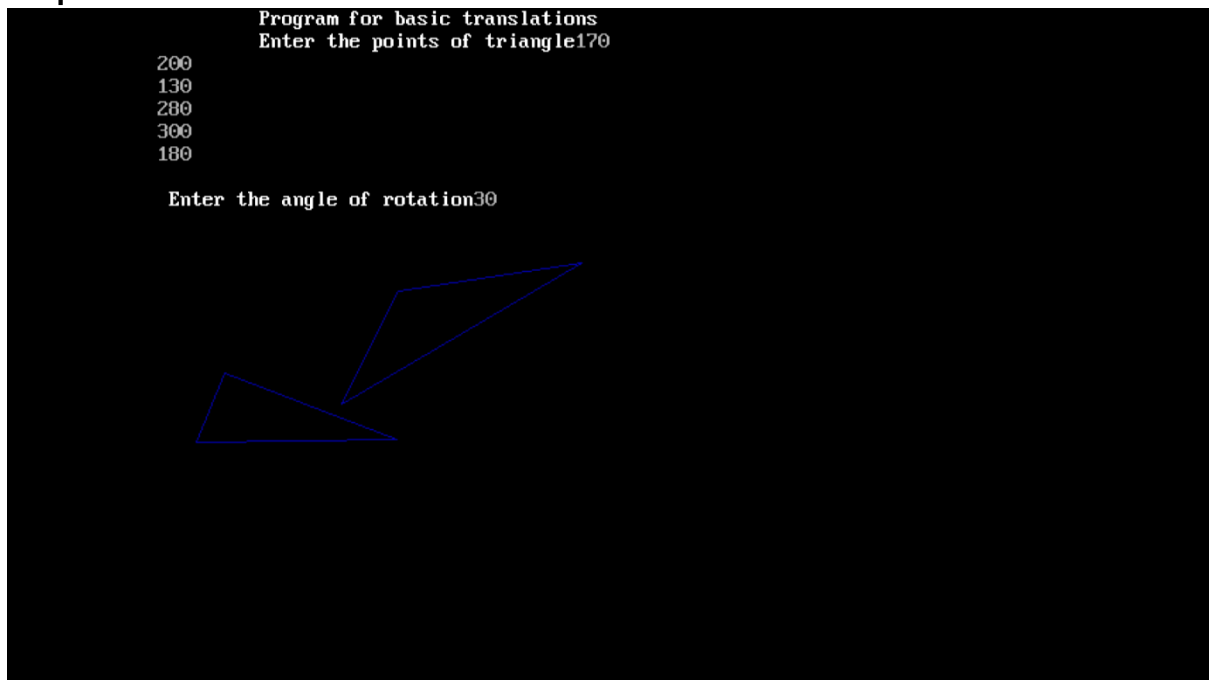 Program for basic translations
Enter the points of triangle170
200
130
280
300
180
Enter the angle of rotation30